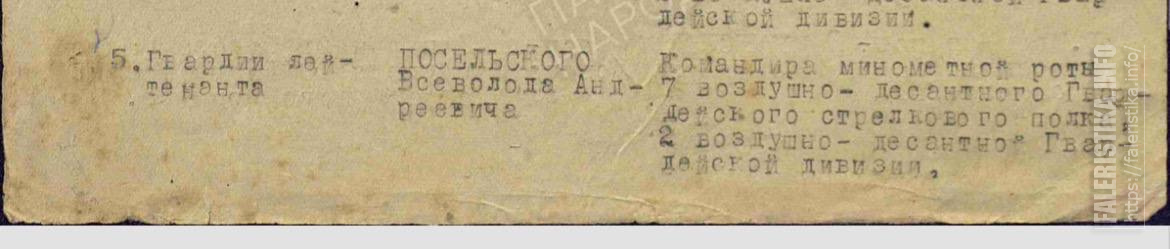 дейской дивизии.
5. Гвардии лей-
тенанта
ПОСЕЛЬСКОГО
Всеволода Анд-
реевича
Командира минометной роты
7 воздушно- десантного Гвар-
дейского стрелкового полка
2 воздушно- десантной Гвар-
дейской дивизии.
FALERISTIKA.INFO
https://faleristika.info/